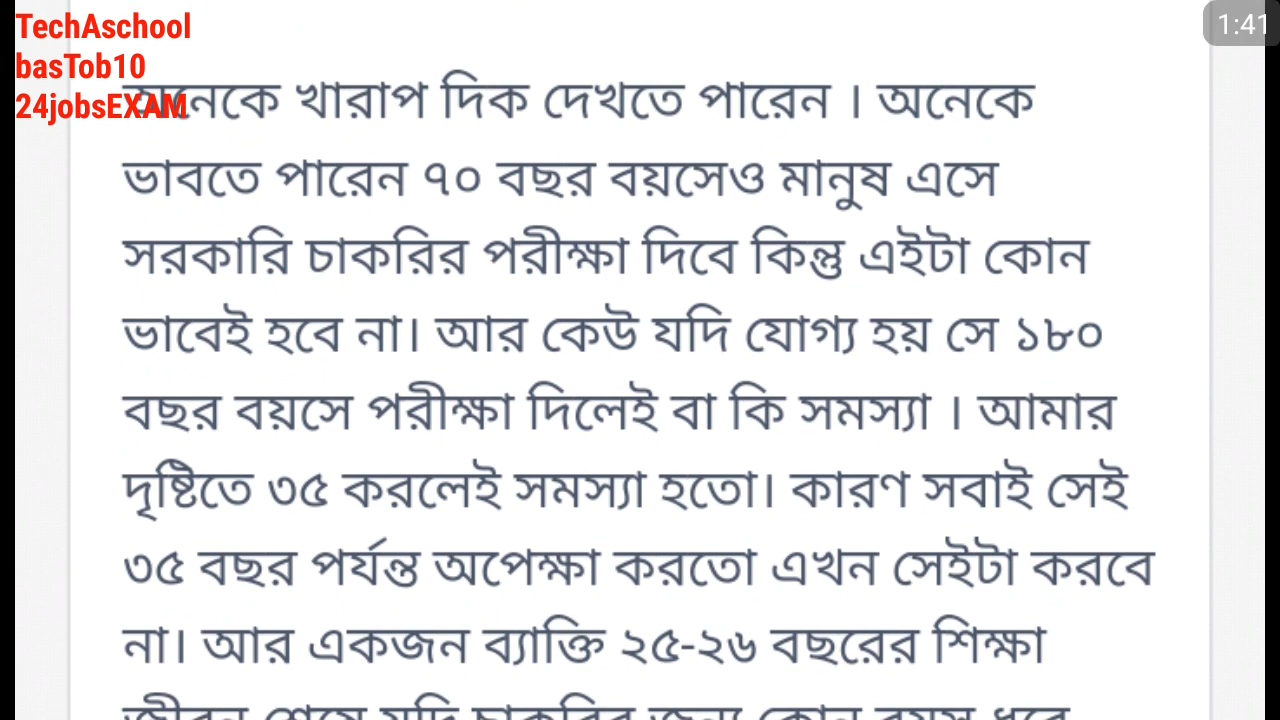 TechAschool
basTob10
24jobsEXAM
1:41
অনেকে খারাপ দিক দেখতে পারেন । অনেকে
ভাবতে পারেন ৭০ বছর বয়সেও মানুষ এসে
সরকারি চাকরির পরীক্ষা দিবে কিন্তু এইটা কোন
ভাবেই হবে না। আর কেউ যদি যোগ্য হয় সে ১৮০
বছর বয়সে পরীক্ষা দিলেই বা কি সমস্যা । আমার
দৃষ্টিতে ৩৫ করলেই সমস্যা হতো। কারণ সবাই সেই
৩৫ বছর পর্যন্ত অপেক্ষা করতো এখন সেইটা করবে
না। আর একজন ব্যাক্তি ২৫-২৬ বছরের শিক্ষা